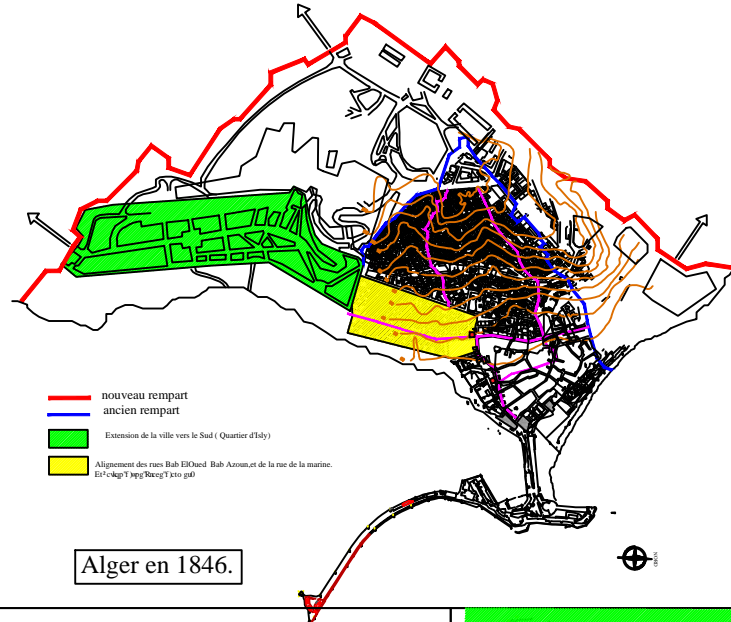 nouveau rempart
ancien rempart
Extension de la ville vers le Sud ( Quartier d'Isly)
Alignement des rues Bab ElOued Bab Azoun,et de la rue de la marine.
Alger en 1846.